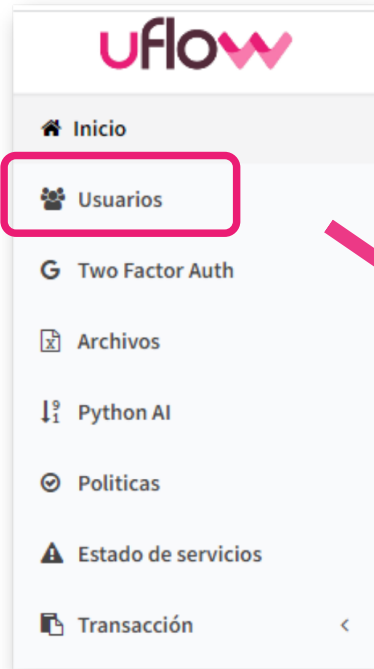 uflow
Inicio
Usuarios
G Two Factor Auth
Archivos
Python AI
Politicas
Estado de servicios
Transacción